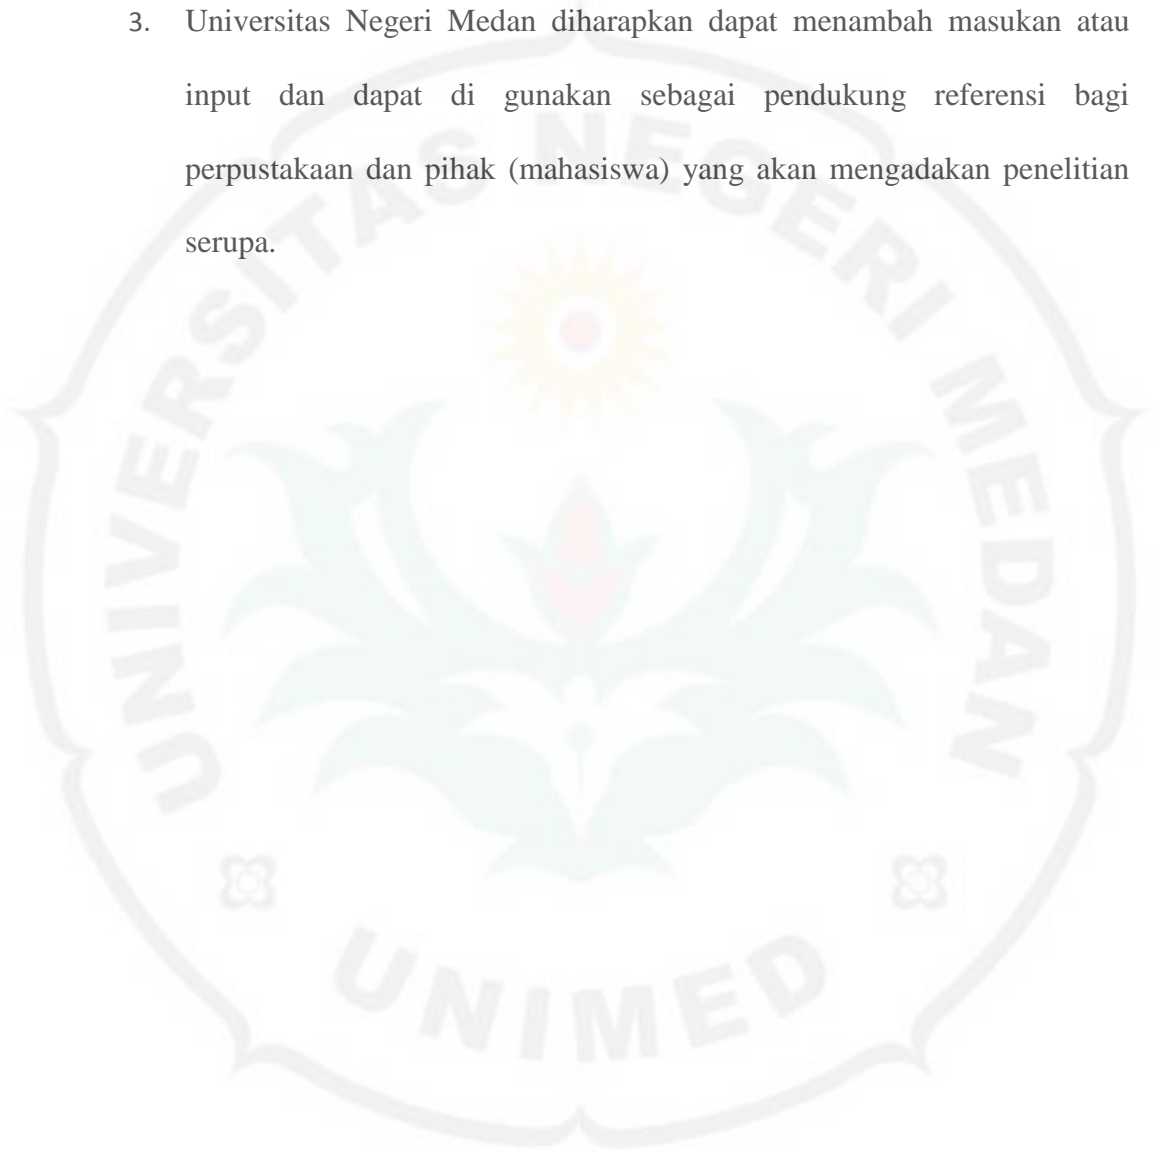 3. Universitas Negeri Medan diharapkan dapat menambah masukan atau
input dan dapat di gunakan sebagai pendukung referensi bagi
perpustakaan dan pihak (mahasiswa) yang akan mengadakan penelitian
serupa.
UNIVERSITAS NEGERI MEDAN
UNIMED